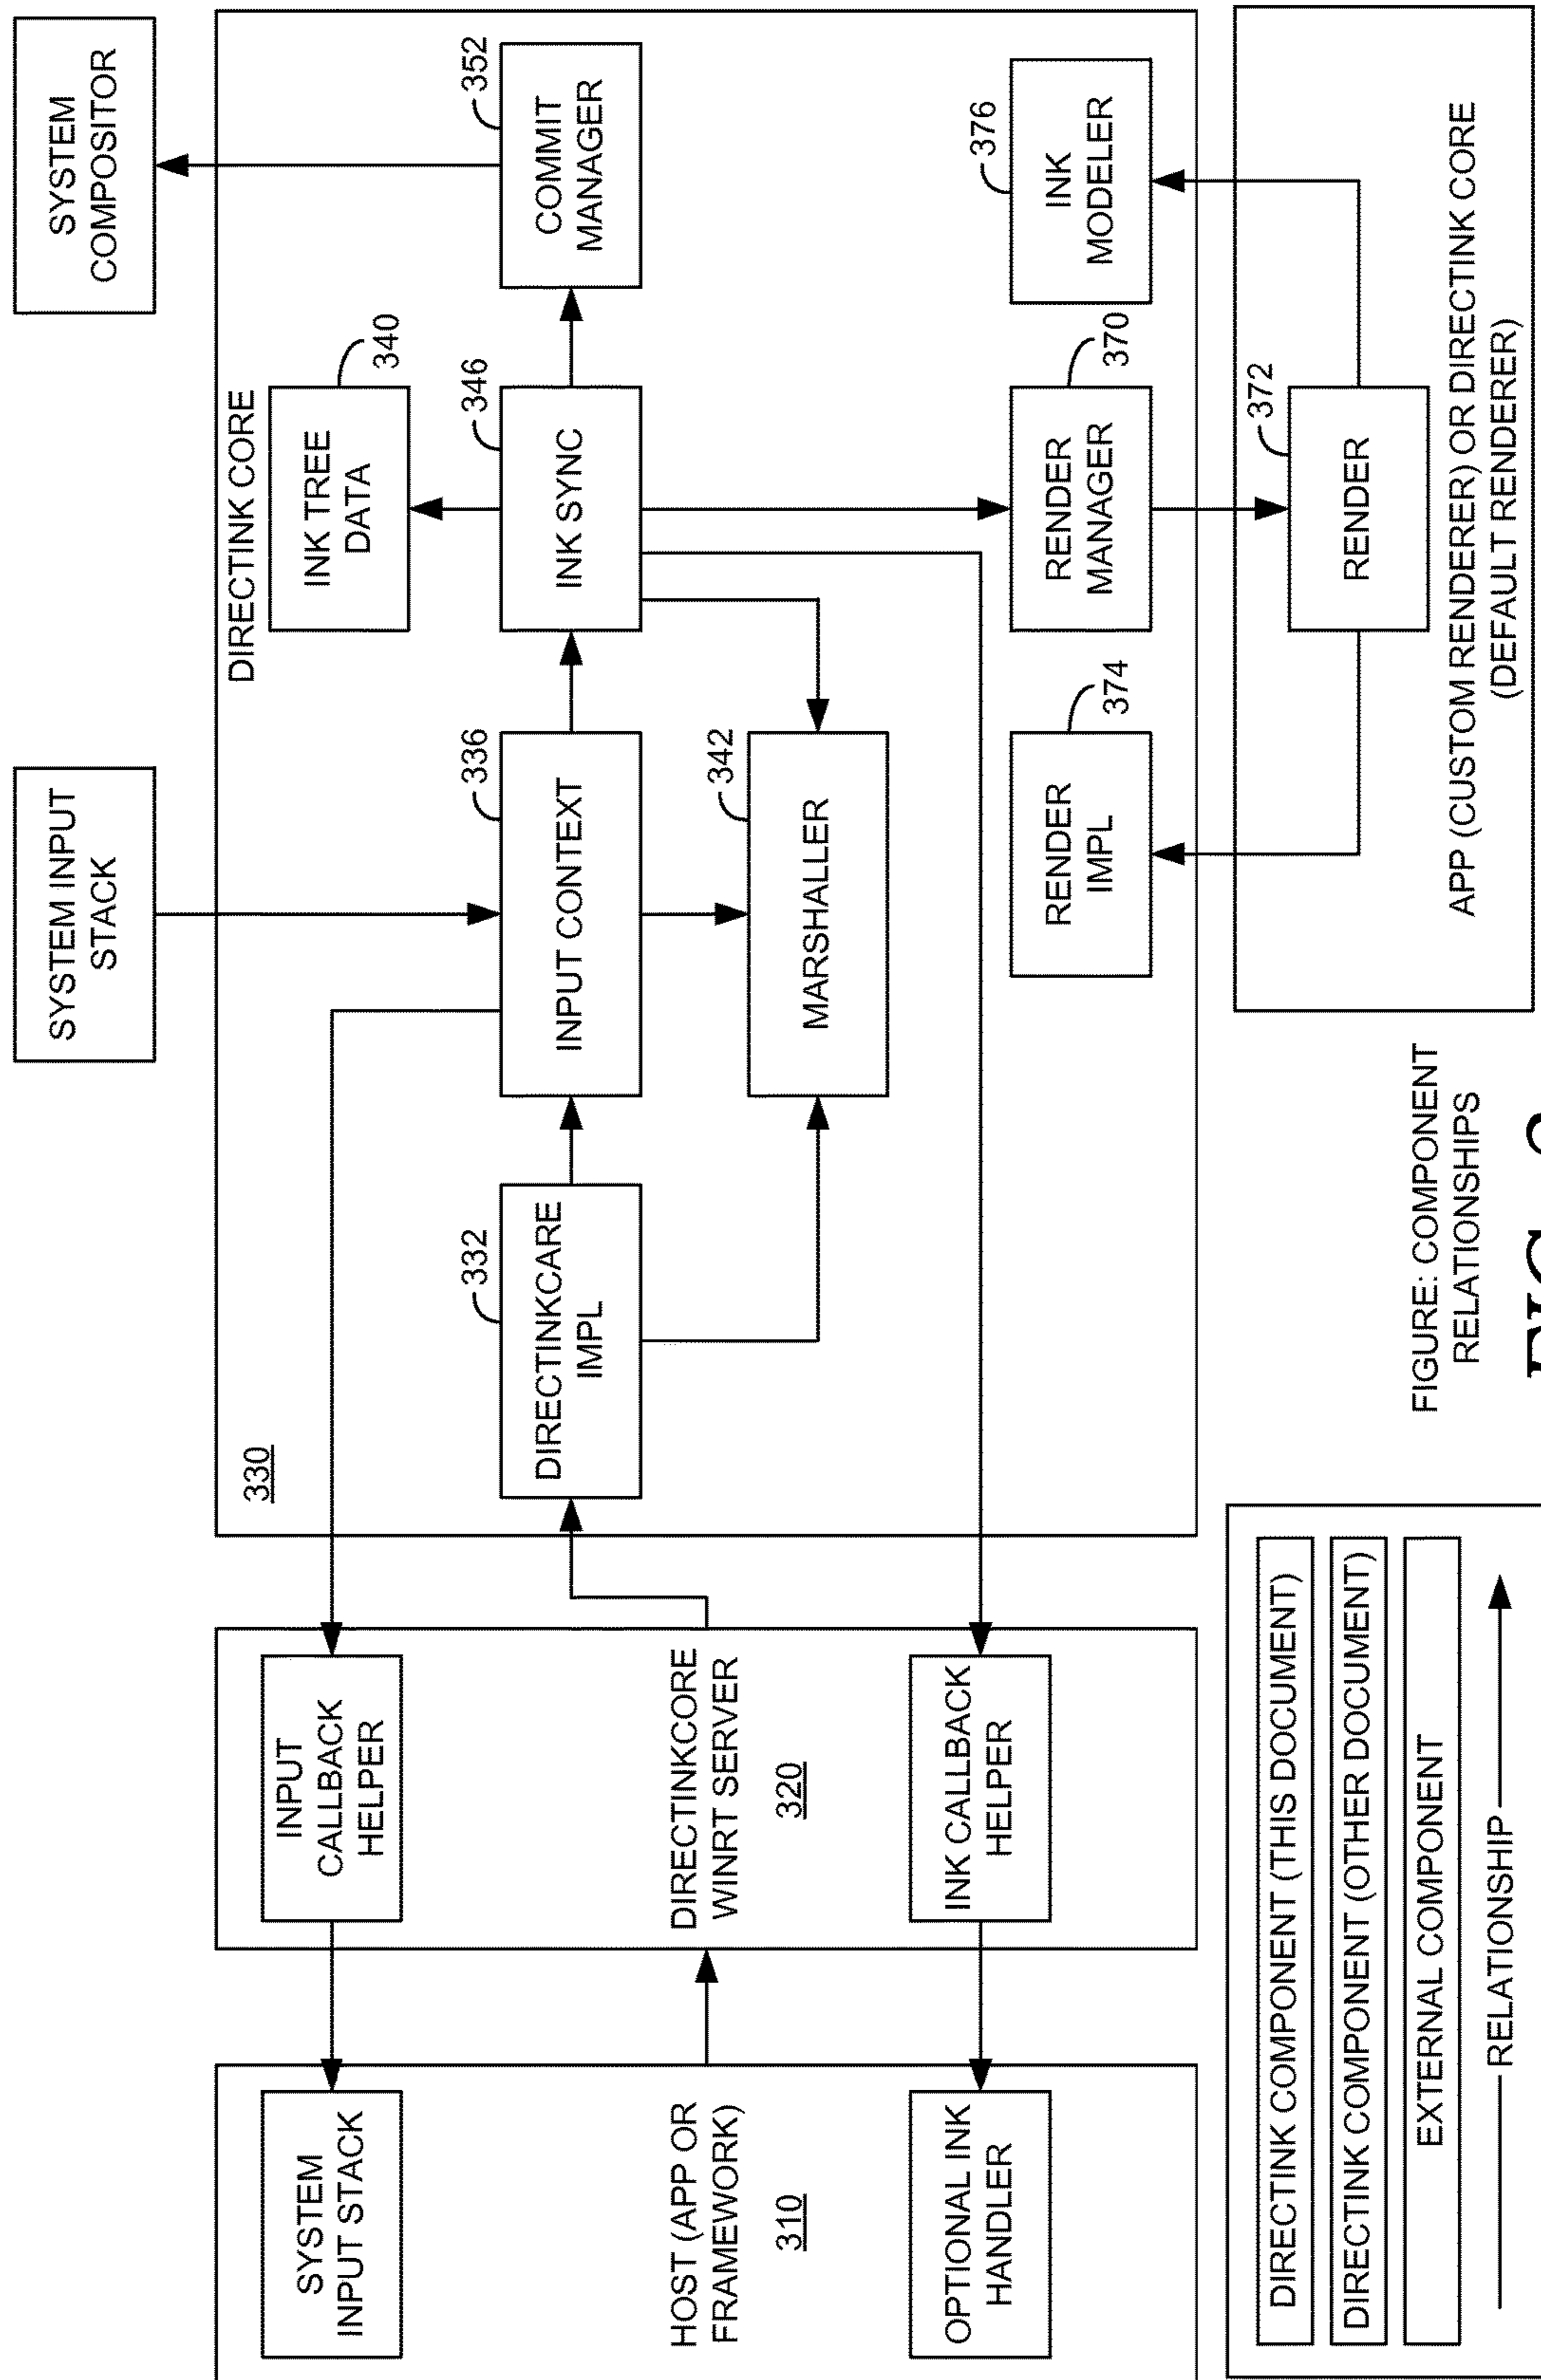 SYSTEM
INPUT STACK
HOST (APP OR
FRAMEWORK)
310
OPTIONAL INK
HANDLER
INPUT
CALLBACK
HELPER
DIRECTINKCORE
WINRT SERVER
320
INK CALLBACK
HELPER
SYSTEM INPUT
STACK
SYSTEM
COMPOSITOR
330
DIRECTINK CORE
332
DIRECTINKCARE
IMPL
336
INPUT CONTEXT
342
MARSHALLER
INK TREE
DATA
340
346
INK SYNC
352
COMMIT
MANAGER
RENDER
IMPL
374
RENDER
MANAGER
370
376
INK
MODELER
372
RENDER
APP (CUSTOM RENDERER) OR DIRECTINK CORE
(DEFAULT RENDERER)
DIRECTINK COMPONENT (THIS DOCUMENT)
DIRECTINK COMPONENT (OTHER DOCUMENT)
EXTERNAL COMPONENT
RELATIONSHIP
FIGURE: COMPONENT
RELATIONSHIPS